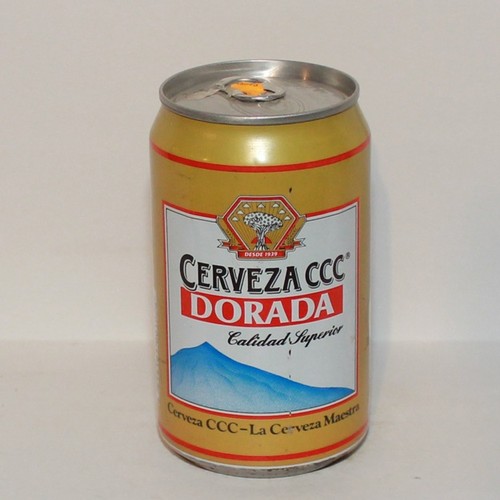 DESDE 1939
CERVEZA CCC®
DORADA
Calidad Superior
Cerveza CCC-La Cerveza Maestra